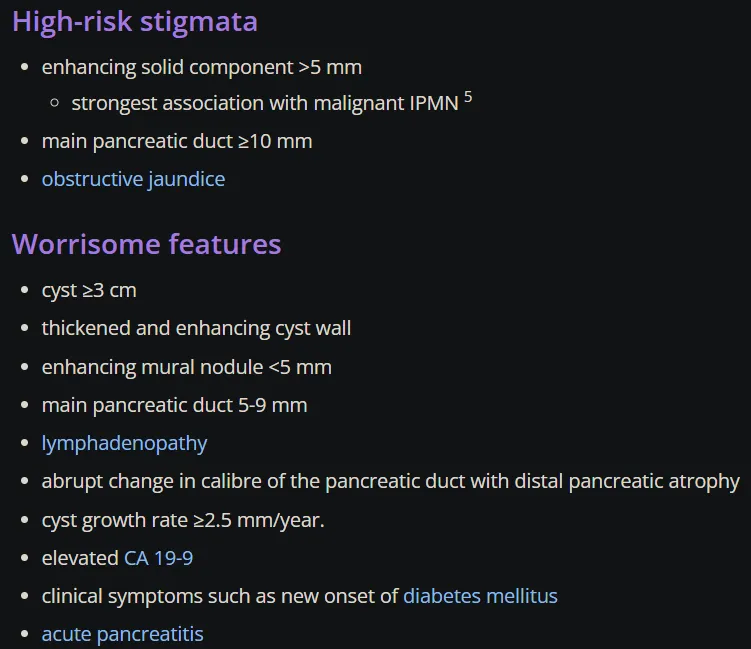 High-risk stigmata
• enhancing solid component >5 mm
○ strongest association with malignant IPMN 5
• main pancreatic duct ≥10 mm
• obstructive jaundice
Worrisome features
• cyst ≥3 cm
• thickened and enhancing cyst wall
• enhancing mural nodule <5 mm
• main pancreatic duct 5-9 mm
• lymphadenopathy
• abrupt change in calibre of the pancreatic duct with distal pancreatic atrophy
• cyst growth rate ≥2.5 mm/year.
• elevated CA 19-9
• clinical symptoms such as new onset of diabetes mellitus
• acute pancreatitis